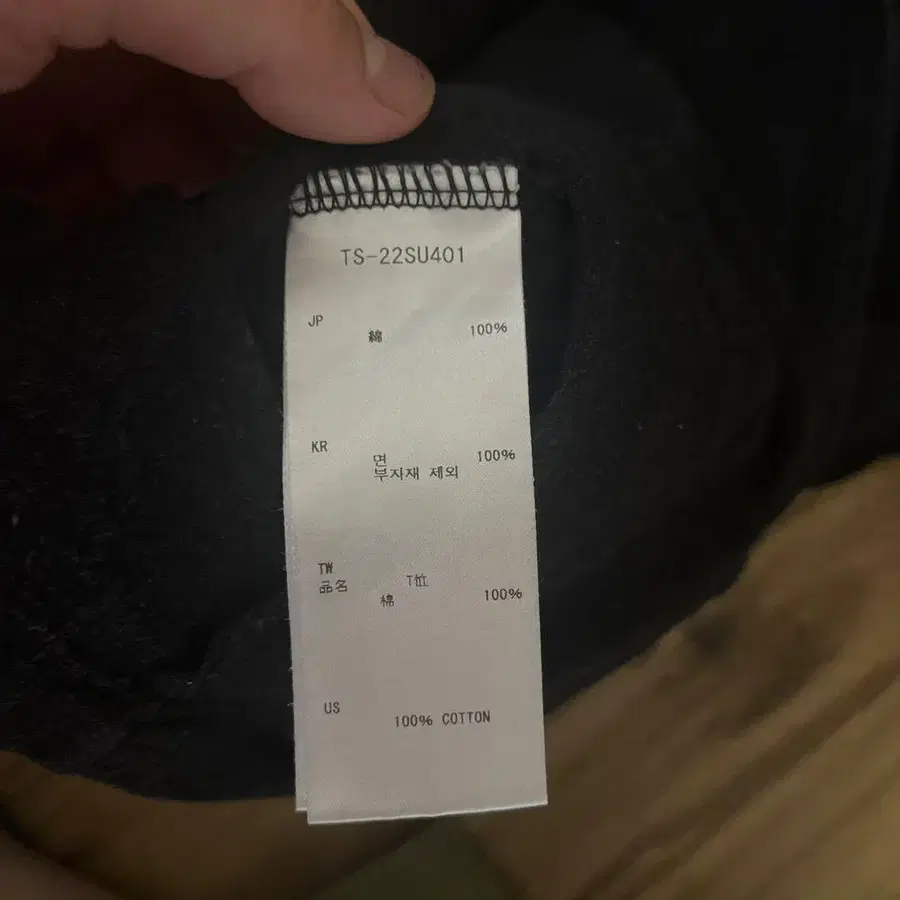 TS-22SU401
JP
綿 100%
KR
면 100%
부자재 제외
TW
品名 T恤
棉 100%
US
100% COTTON